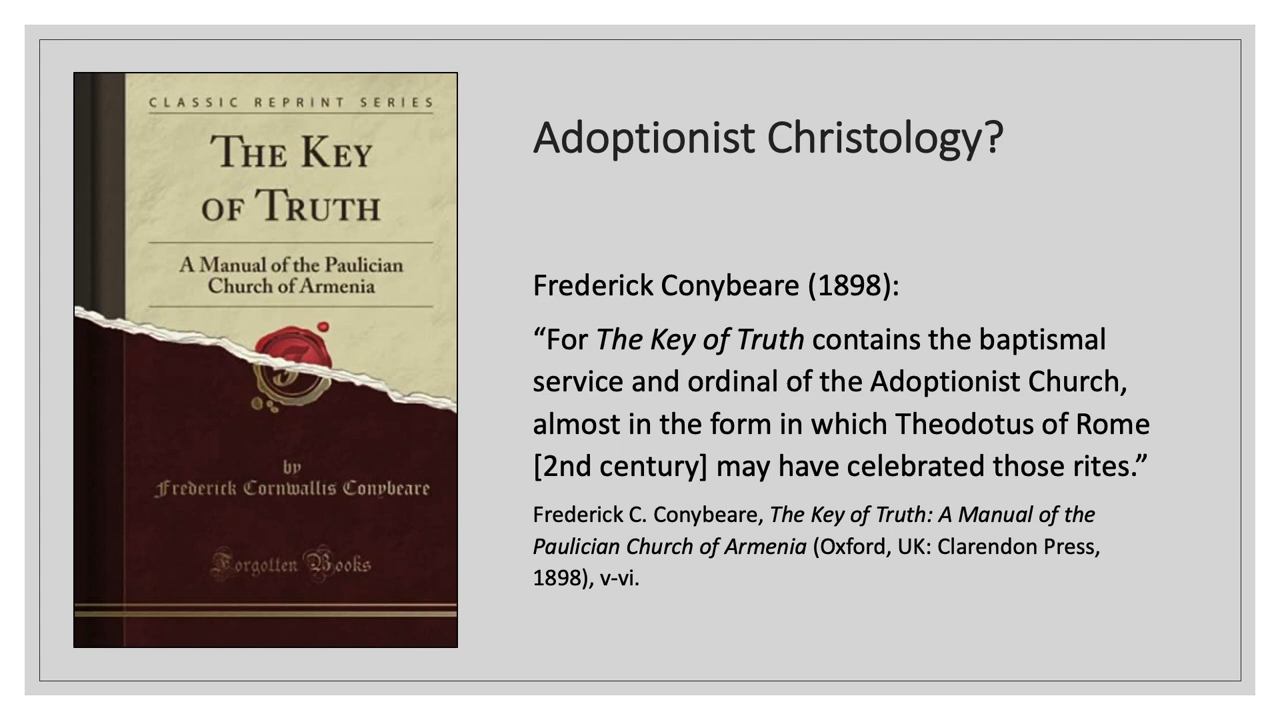 CLASSIC REPRINT SERIES
THE KEY
OF TRUTH
A Manual of the Paulician
Church of Armenia
F
by
Frederick Cornwallis Conybeare
Forgotten Books
Adoptionist Christology?
Frederick Conybeare (1898):
“For The Key of Truth contains the baptismal
service and ordinal of the Adoptionist Church,
almost in the form in which Theodotus of Rome
[2nd century] may have celebrated those rites.”
Frederick C. Conybeare, The Key of Truth: A Manual of the
Paulician Church of Armenia (Oxford, UK: Clarendon Press,
1898), v-vi.